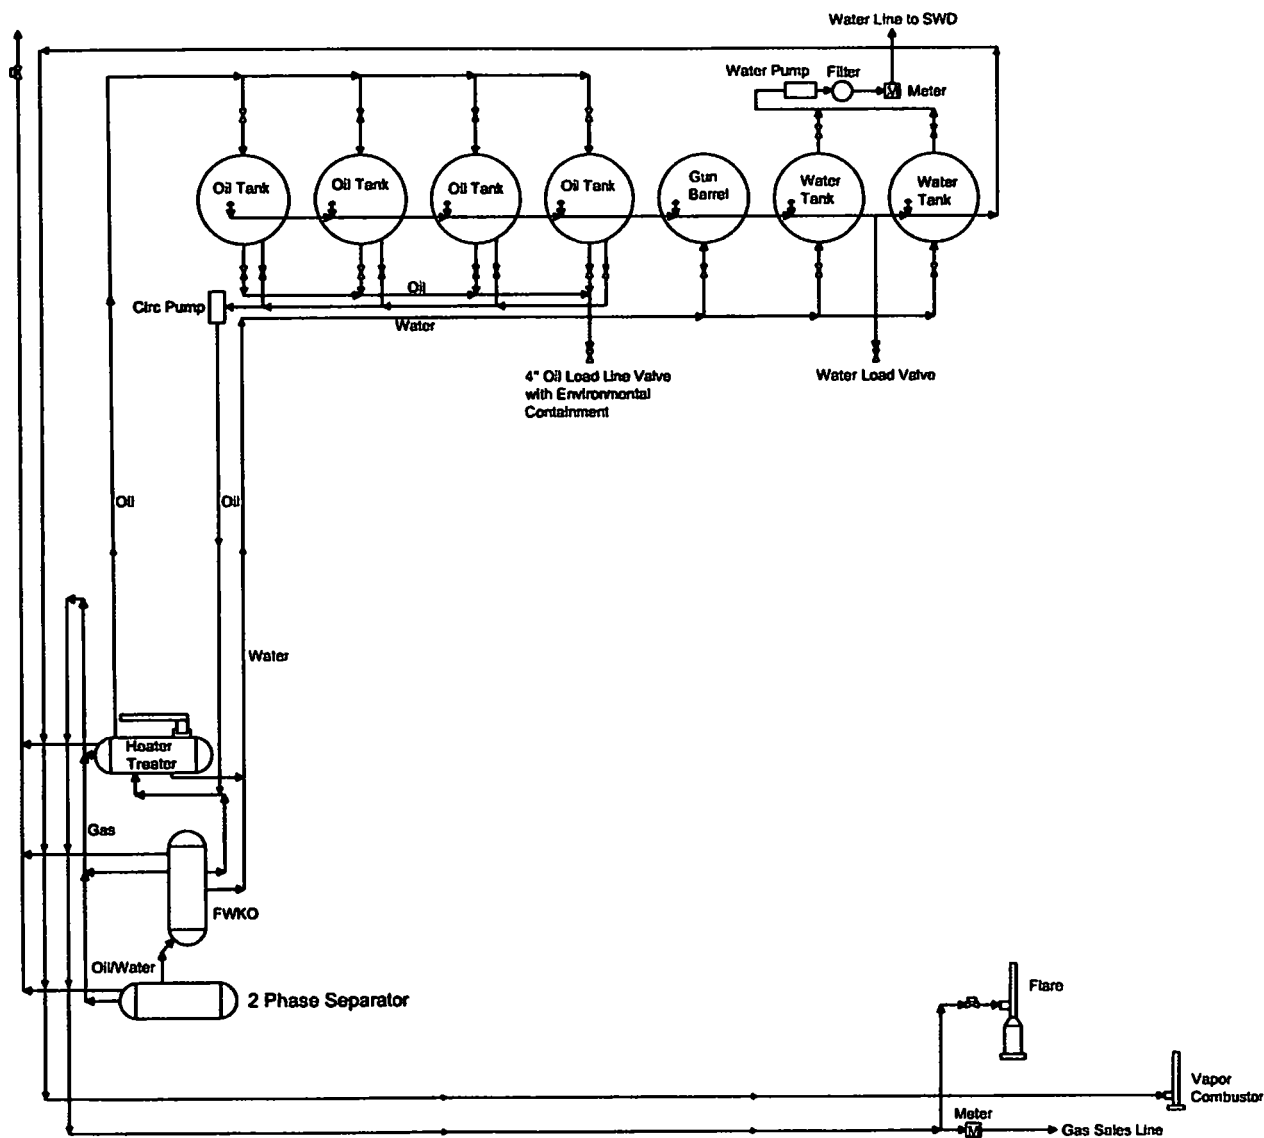 Water Line to SWD
Water Pump
Filter
Meter
Oil Tank
Oil Tank
Oil Tank
Oil Tank
Gun
Barrel
Water
Tank
Water
Tank
Oil
Circ Pump
Water
4" Oil Load Line Valve
with Environmental
Containment
Water Load Valve
Oil
Oil
Water
Heater
Treater
Gas
FWKO
Oil/Water
2 Phase Separator
Flare
Vapor
Combustor
Meter
M
Gas Sales Line
M